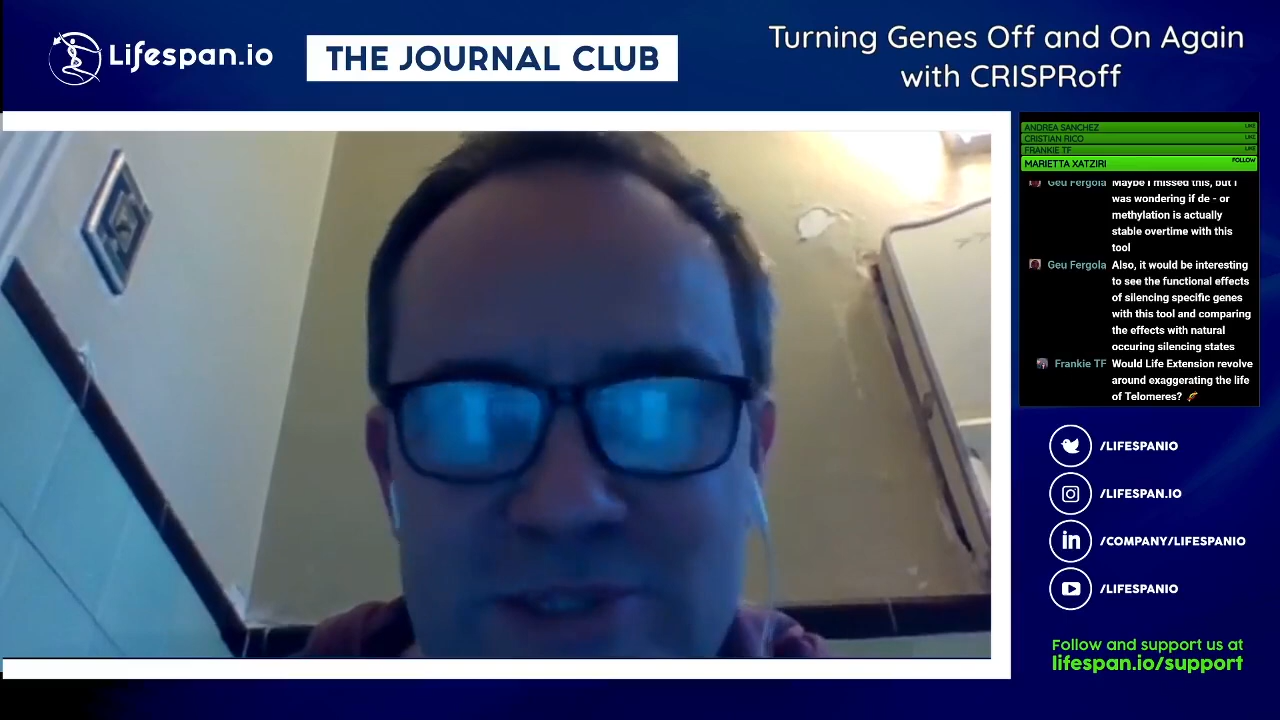 Lifespan.io
THE JOURNAL CLUB
Turning Genes Off and On Again
with CRISPRoff
ANDREA SANCHEZ LIKE
CRISTIAN RICO LIKE
FRANKIE TF LIKE
MARIETTA XATZIRI FOLLOW
Geu Fergola Maybe I missed this, but I
was wondering if de - or
methylation is actually
stable overtime with this
tool
Geu Fergola Also, it would be interesting
to see the functional effects
of silencing specific genes
with this tool and comparing
the effects with natural
occuring silencing states
Frankie TF Would Life Extension revolve
around exaggerating the life
of Telomeres?
/LIFESPANIO
/LIFESPAN.IO
in /COMPANY/LIFESPANIO
/LIFESPANIO
Follow and support us at
lifespan.io/support